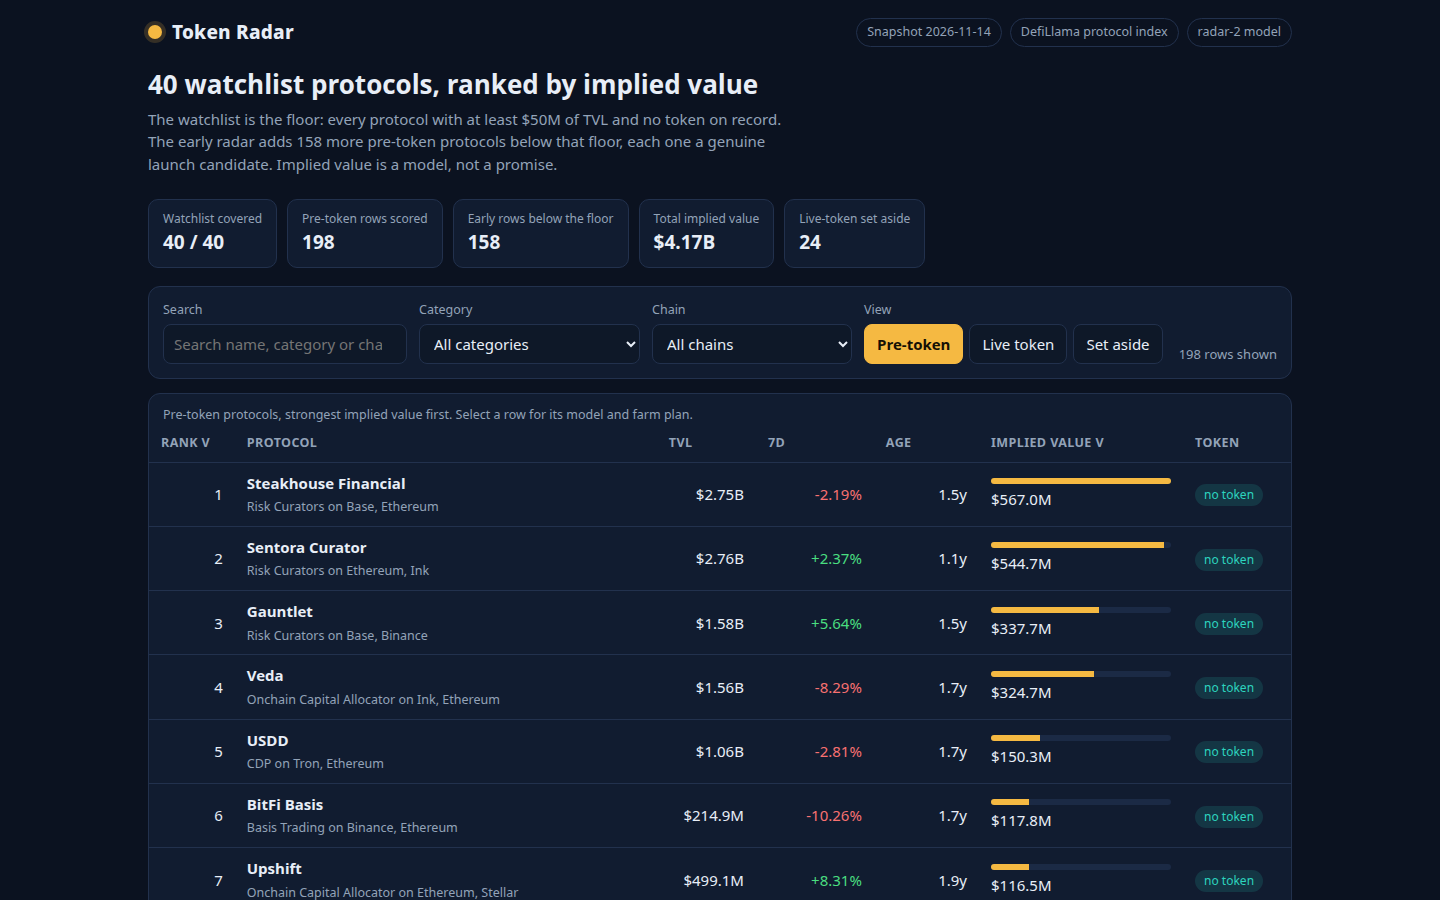 Token Radar
Snapshot 2026-11-14
DefiLlama protocol index
radar-2 model
40 watchlist protocols, ranked by implied value
The watchlist is the floor: every protocol with at least $50M of TVL and no token on record.
The early radar adds 158 more pre-token protocols below that floor, each one a genuine
launch candidate. Implied value is a model, not a promise.
Watchlist covered
40 / 40
Pre-token rows scored
198
Early rows below the floor
158
Total implied value
$4.17B
Live-token set aside
24
Search
Category
Chain
View
Search name, category or cha
All categories
All chains
Pre-token
Live token
Set aside
198 rows shown
Pre-token protocols, strongest implied value first. Select a row for its model and farm plan.
RANK V PROTOCOL TVL 7D AGE IMPLIED VALUE V TOKEN
1 Steakhouse Financial $2.75B -2.19% 1.5y $567.0M no token
Risk Curators on Base, Ethereum
2 Sentora Curator $2.76B +2.37% 1.1y $544.7M no token
Risk Curators on Ethereum, Ink
3 Gauntlet $1.58B +5.64% 1.5y $337.7M no token
Risk Curators on Base, Binance
4 Veda $1.56B -8.29% 1.7y $324.7M no token
Onchain Capital Allocator on Ink, Ethereum
5 USDD $1.06B -2.81% 1.7y $150.3M no token
CDP on Tron, Ethereum
6 BitFi Basis $214.9M -10.26% 1.7y $117.8M no token
Basis Trading on Binance, Ethereum
7 Upshift $499.1M +8.31% 1.9y $116.5M no token
Onchain Capital Allocator on Ethereum, Stellar